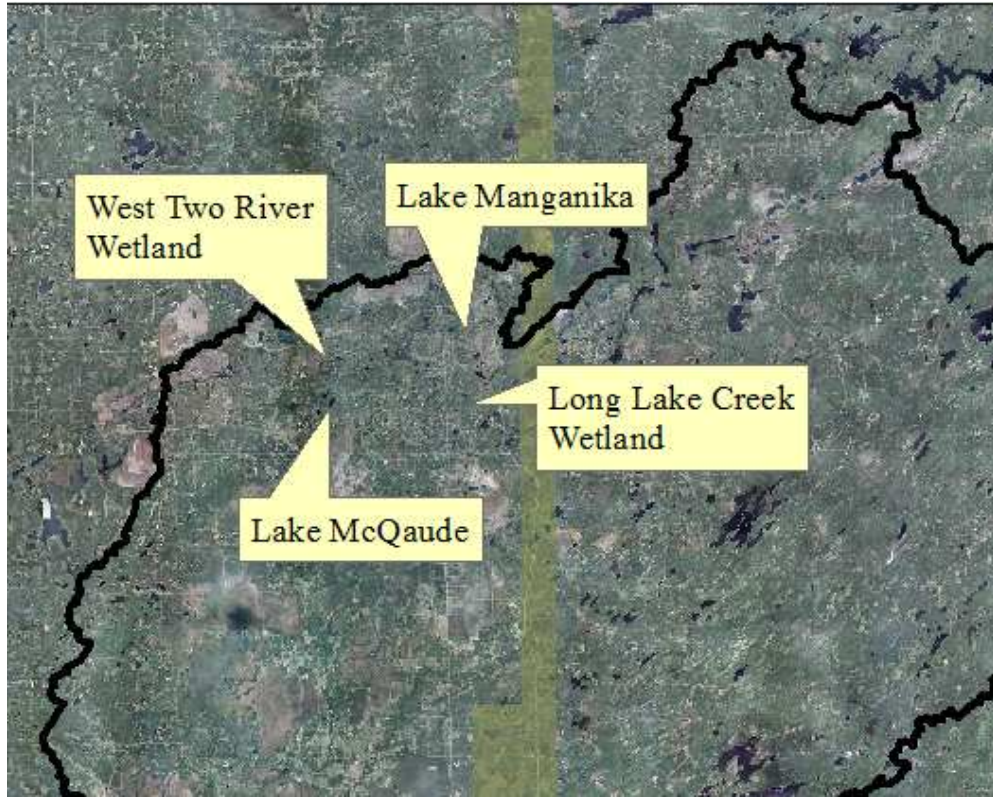 West Two River
Wetland
Lake Manganika
Long Lake Creek
Wetland
Lake McQaude